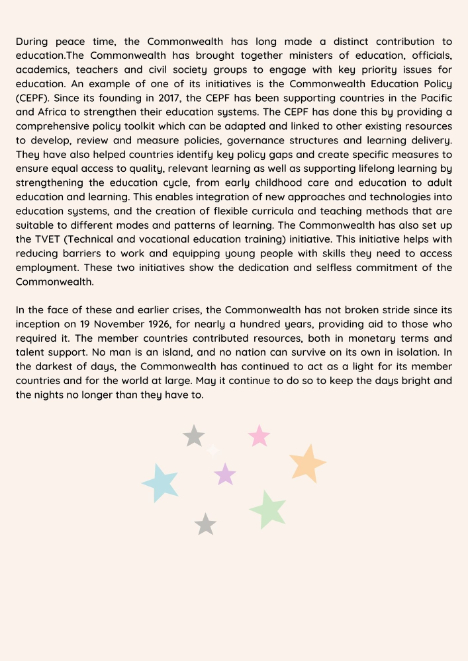 During peace time, the Commonwealth has long made a distinct contribution to
education.The Commonwealth has brought together ministers of education, officials,
academics, teachers and civil society groups to engage with key priority issues for
education. An example of one of its initiatives is the Commonwealth Education Policy
(CEPF). Since its founding in 2017, the CEPF has been supporting countries in the Pacific
and Africa to strengthen their education systems. The CEPF has done this by providing a
comprehensive policy toolkit which can be adapted and linked to other existing resources
to develop, review and measure policies, governance structures and learning delivery.
They have also helped countries identify key policy gaps and create specific measures to
ensure equal access to quality, relevant learning as well as supporting lifelong learning by
strengthening the education cycle, from early childhood care and education to adult
education and learning. This enables integration of new approaches and technologies into
education systems, and the creation of flexible curricula and teaching methods that are
suitable to different modes and patterns of learning. The Commonwealth has also set up
the TVET (Technical and vocational education training) initiative. This initiative helps with
reducing barriers to work and equipping young people with skills they need to access
employment. These two initiatives show the dedication and selfless commitment of the
Commonwealth.
In the face of these and earlier crises, the Commonwealth has not broken stride since its
inception on 19 November 1926, for nearly a hundred years, providing aid to those who
required it. The member countries contributed resources, both in monetary terms and
talent support. No man is an island, and no nation can survive on its own in isolation. In
the darkest of days, the Commonwealth has continued to act as a light for its member
countries and for the world at large. May it continue to do so to keep the days bright and
the nights no longer than they have to.